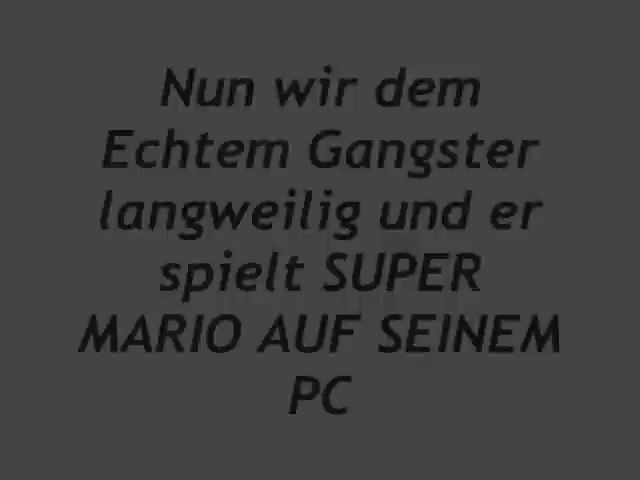 Nun wir dem
Echtem Gangster
langweilig und er
spielt SUPER
MARIO AUF SEINEM
PC